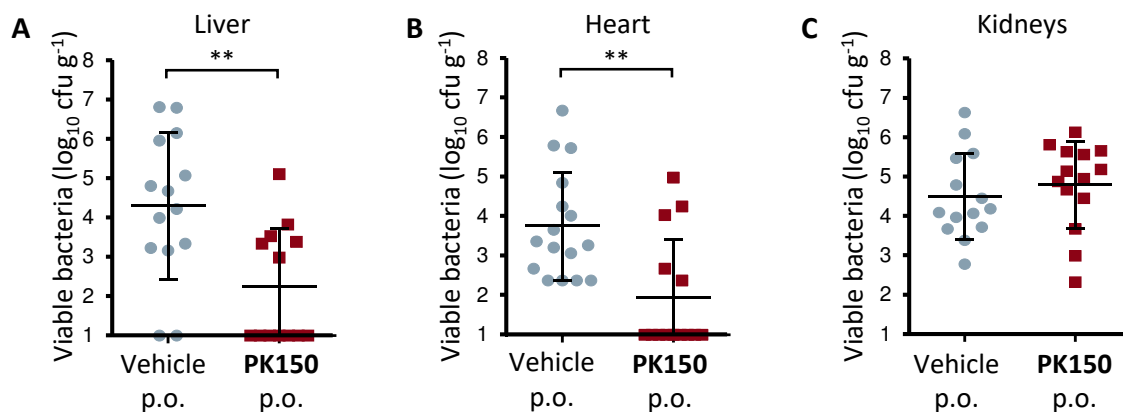 A
Liver
Viable bacteria (log10 cfu g-1)
8
7
6
5
4
3
2
1
**
Vehicle
p.o.
PK150
p.o.
B
Heart
Viable bacteria (log10 cfu g-1)
8
7
6
5
4
3
2
1
**
Vehicle
p.o.
PK150
p.o.
C
Kidneys
Viable bacteria (log10 cfu g-1)
8
7
6
5
4
3
2
1
Vehicle
p.o.
PK150
p.o.